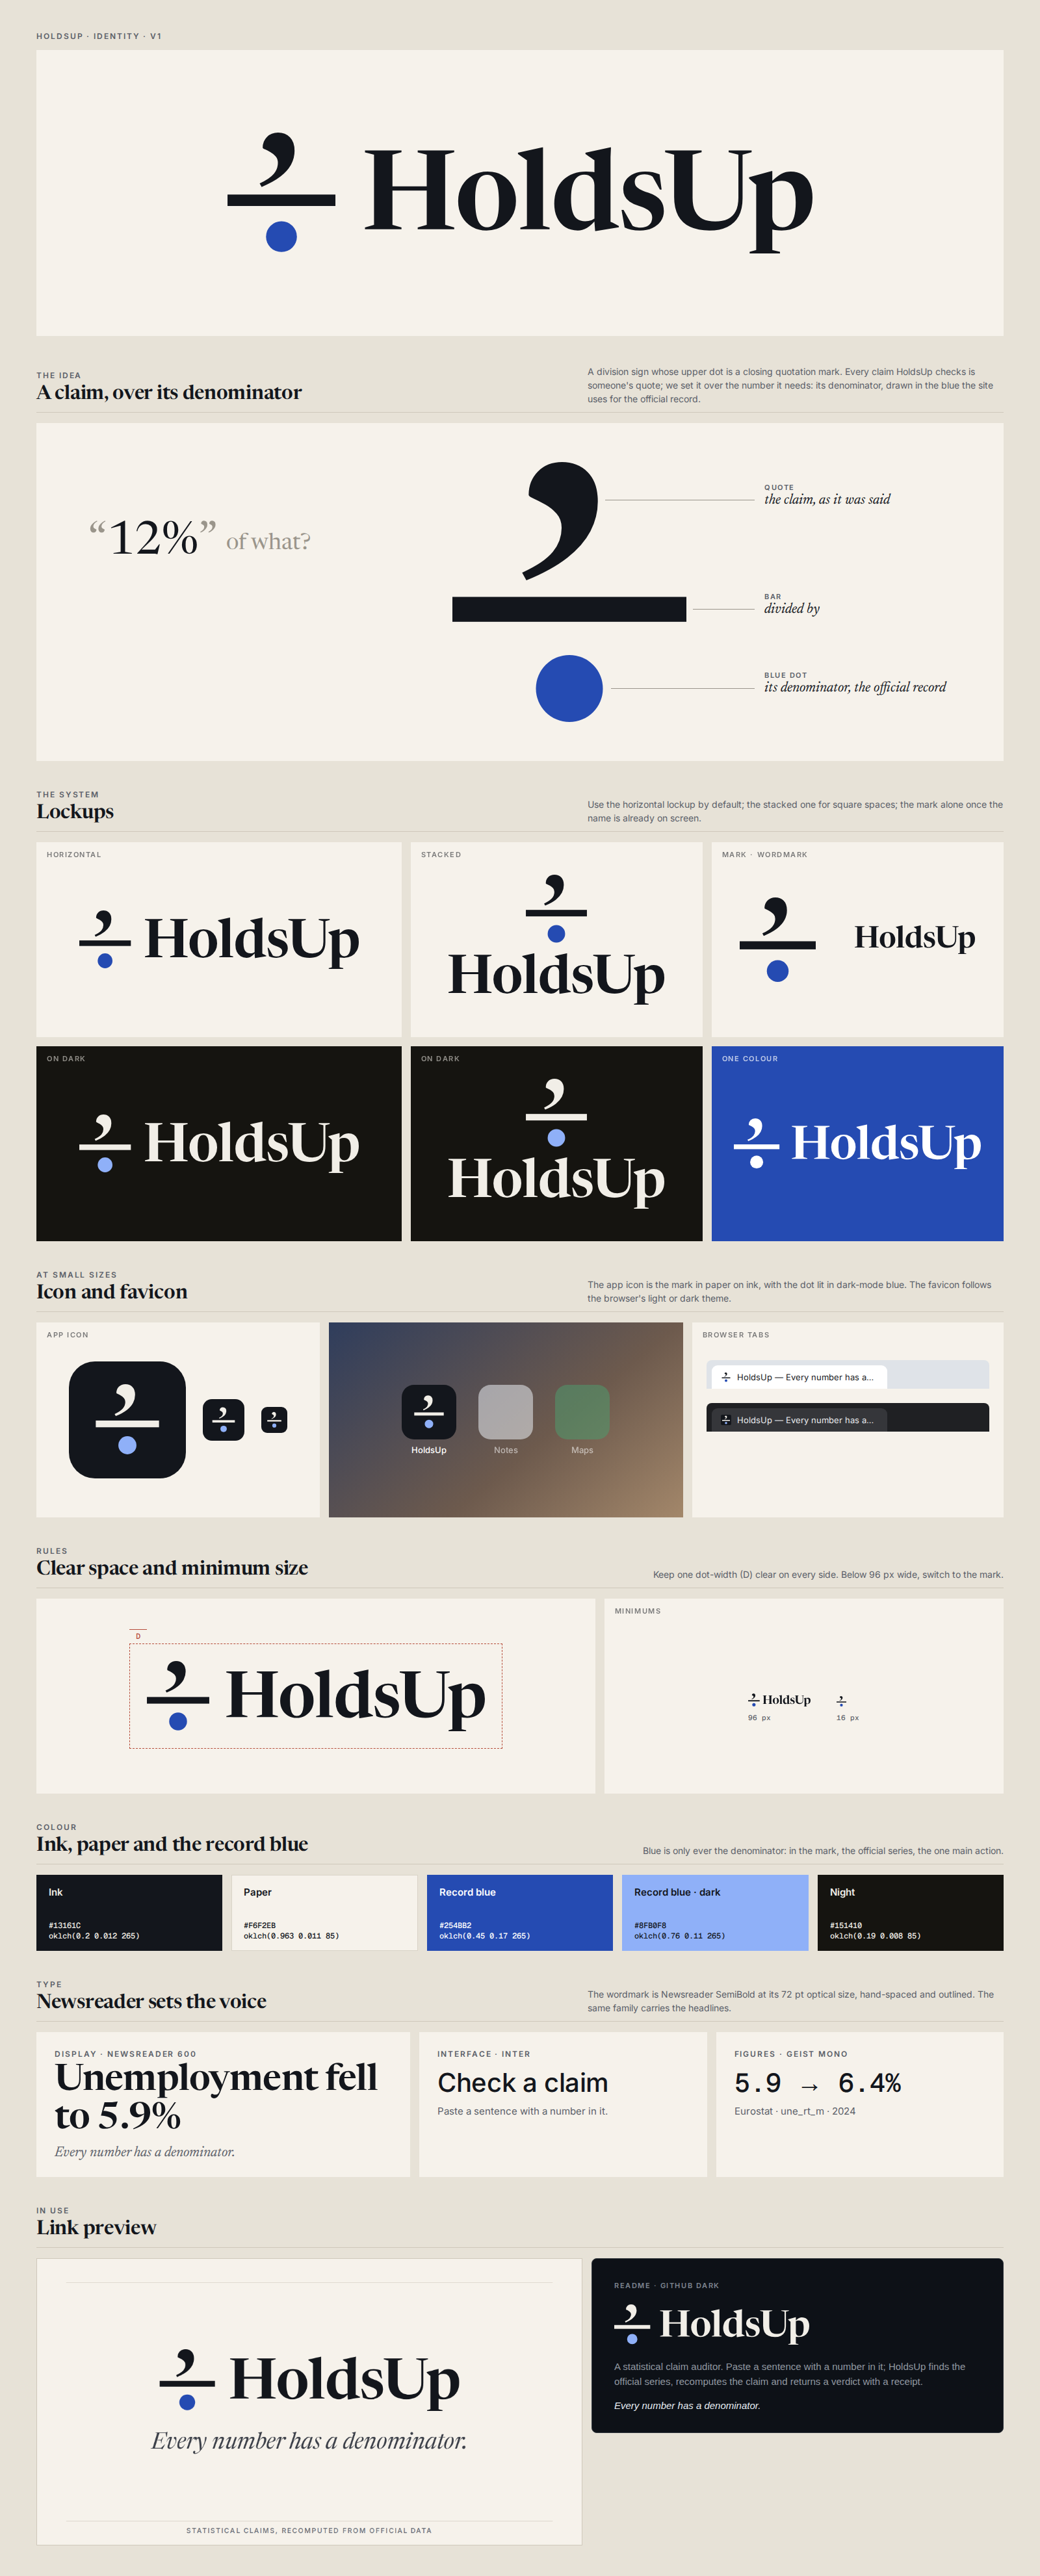 HOLDSUP · IDENTITY · V1
HoldsUp
THE IDEA
A claim, over its denominator
A division sign whose upper dot is a closing quotation mark. Every claim HoldsUp checks is
someone's quote; we set it over the number it needs: its denominator, drawn in the blue the site
uses for the official record.
“12%” of what?
QUOTE
the claim, as it was said
BAR
divided by
BLUE DOT
its denominator, the official record
THE SYSTEM
Lockups
Use the horizontal lockup by default; the stacked one for square spaces; the mark alone once the
name is already on screen.
HORIZONTAL
HoldsUp
STACKED
HoldsUp
MARK · WORDMARK
HoldsUp
ON DARK
HoldsUp
ON DARK
HoldsUp
ONE COLOUR
HoldsUp
AT SMALL SIZES
Icon and favicon
The app icon is the mark in paper on ink, with the dot lit in dark-mode blue. The favicon follows
the browser's light or dark theme.
APP ICON
HoldsUp
Notes
Maps
BROWSER TABS
HoldsUp — Every number has a…
HoldsUp — Every number has a…
RULES
Clear space and minimum size
Keep one dot-width (D) clear on every side. Below 96 px wide, switch to the mark.
D
HoldsUp
MINIMUMS
HoldsUp
96 px
16 px
COLOUR
Ink, paper and the record blue
Blue is only ever the denominator: in the mark, the official series, the one main action.
Ink
#13161C
oklch(0.2 0.012 265)
Paper
#F6F2EB
oklch(0.963 0.011 85)
Record blue
#254BB2
oklch(0.45 0.17 265)
Record blue · dark
#8FB0F8
oklch(0.76 0.11 265)
Night
#151410
oklch(0.19 0.008 85)
TYPE
Newsreader sets the voice
The wordmark is Newsreader SemiBold at its 72 pt optical size, hand-spaced and outlined. The
same family carries the headlines.
DISPLAY · NEWSREADER 600
Unemployment fell
to 5.9%
Every number has a denominator.
INTERFACE · INTER
Check a claim
Paste a sentence with a number in it.
FIGURES · GEIST MONO
5.9 → 6.4%
Eurostat · une_rt_m · 2024
IN USE
Link preview
HoldsUp
Every number has a denominator.
STATISTICAL CLAIMS, RECOMPUTED FROM OFFICIAL DATA
README · GITHUB DARK
HoldsUp
A statistical claim auditor. Paste a sentence with a number in it; HoldsUp finds the
official series, recomputes the claim and returns a verdict with a receipt.
Every number has a denominator.